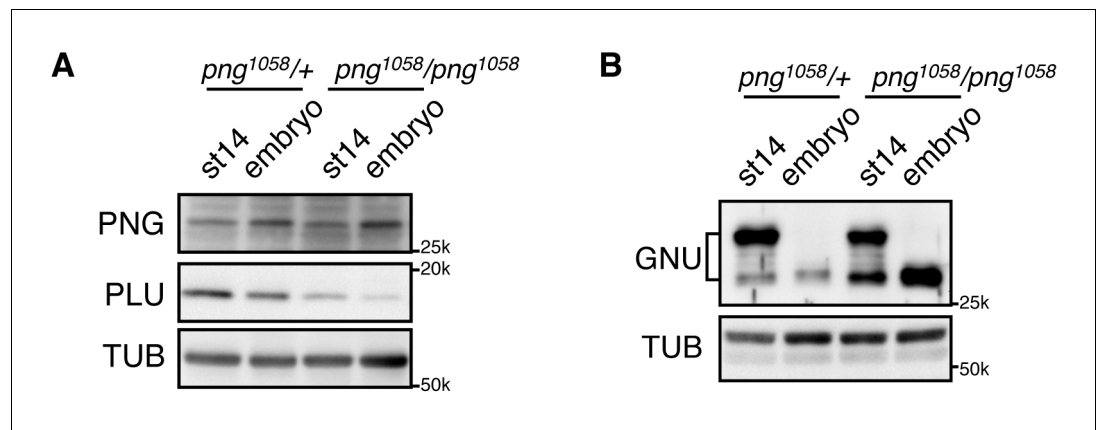 A
png1058/+ png1058/png1058
st14 embryo st14 embryo
PNG
25k
20k
PLU
TUB
50k
B
png1058/+ png1058/png1058
st14 embryo st14 embryo
GNU
25k
TUB
50k